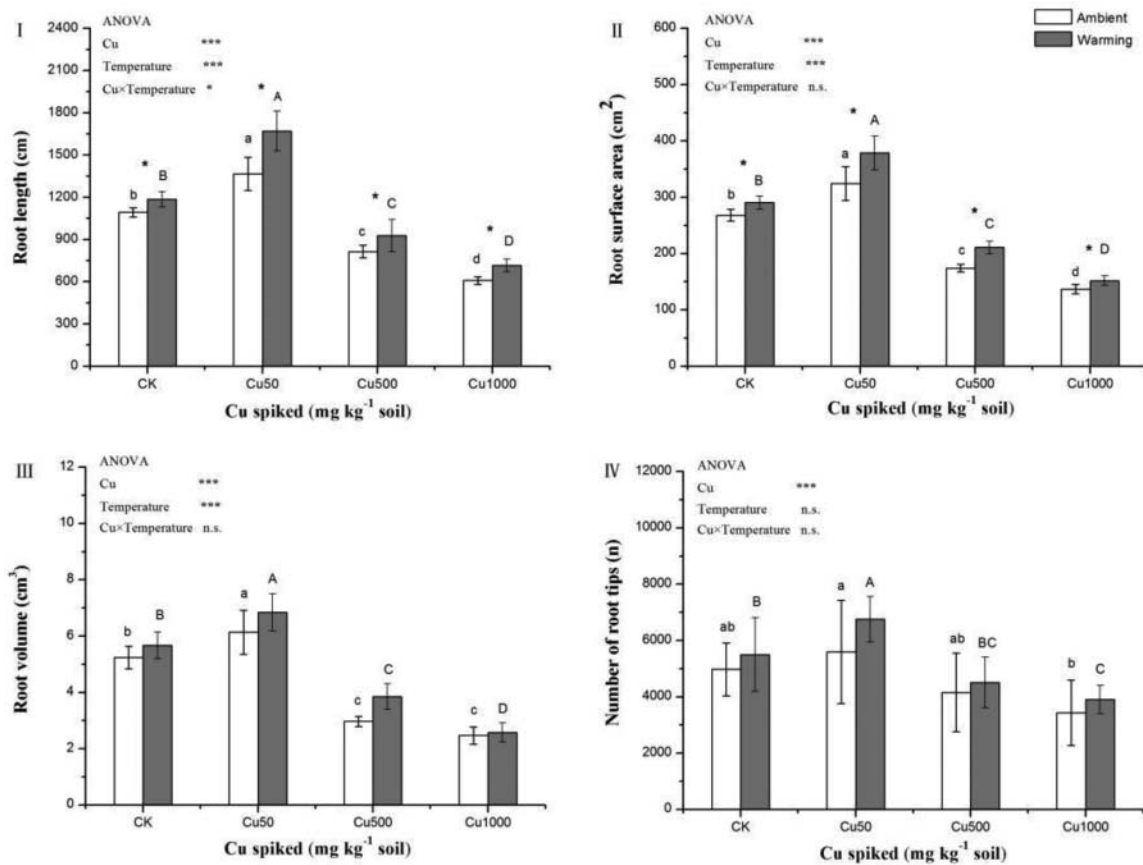 I
ANOVA
Cu ***
Temperature ***
Cu×Temperature *
Root length (cm)
2400
2100
1800
1500
1200
900
600
300
0
* b B
* a A
* c C
* d D
CK Cu50 Cu500 Cu1000
Cu spiked (mg kg⁻¹ soil)
II
ANOVA
Cu ***
Temperature ***
Cu×Temperature n.s.
Ambient
Warming
Root surface area (cm²)
600
500
400
300
200
100
0
* b B
* a A
* c C
* d D
CK Cu50 Cu500 Cu1000
Cu spiked (mg kg⁻¹ soil)
III
ANOVA
Cu ***
Temperature ***
Cu×Temperature n.s.
Root volume (cm³)
12
10
8
6
4
2
0
b B
a A
c C
c D
CK Cu50 Cu500 Cu1000
Cu spiked (mg kg⁻¹ soil)
IV
ANOVA
Cu ***
Temperature n.s.
Cu×Temperature n.s.
Number of root tips (n)
12000
10000
8000
6000
4000
2000
0
ab B
a A
ab BC
b C
CK Cu50 Cu500 Cu1000
Cu spiked (mg kg⁻¹ soil)